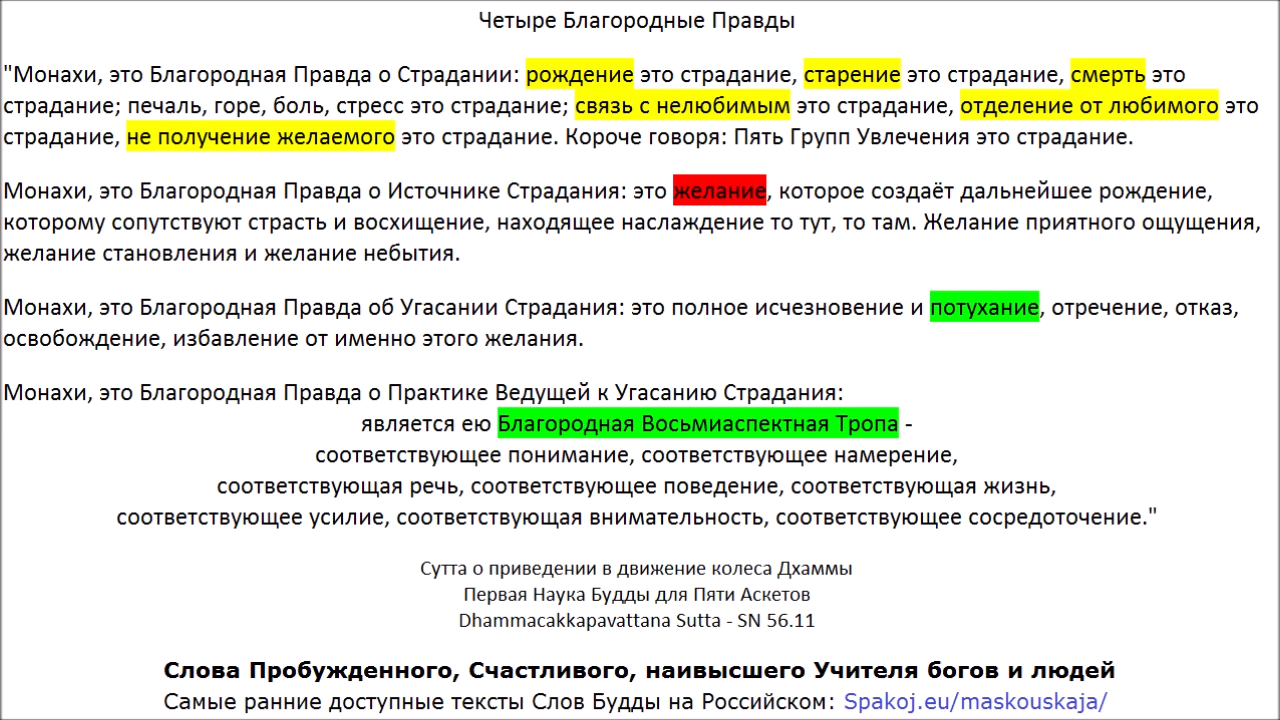 Четыре Благородные Правды
"Монахи, это Благородная Правда о Страдании: рождение это страдание, старение это страдание, смерть это
страдание; печаль, горе, боль, стресс это страдание; связь с нелюбимым это страдание, отделение от любимого это
страдание, не получение желаемого это страдание. Короче говоря: Пять Групп Увлечения это страдание.
Монахи, это Благородная Правда о Источнике Страдания: это желание, которое создаёт дальнейшее рождение,
которому сопутствуют страсть и восхищение, находящее наслаждение то тут, то там. Желание приятного ощущения,
желание становления и желание небытия.
Монахи, это Благородная Правда об Угасании Страдания: это полное исчезновение и потухание, отречение, отказ,
освобождение, избавление от именно этого желания.
Монахи, это Благородная Правда о Практике Ведущей к Угасанию Страдания:
является ею Благородная Восьмиаспектная Тропа -
соответствующее понимание, соответствующее намерение,
соответствующая речь, соответствующее поведение, соответствующая жизнь,
соответствующее усилие, соответствующая внимательность, соответствующее сосредоточение."
Сутта о приведении в движение колеса Дхаммы
Первая Наука Будды для Пяти Аскетов
Dhammacakkapavattana Sutta - SN 56.11
Слова Пробужденного, Счастливого, наивысшего Учителя богов и людей
Самые ранние доступные тексты Слов Будды на Российском: Spakoj.eu/maskouskaja/